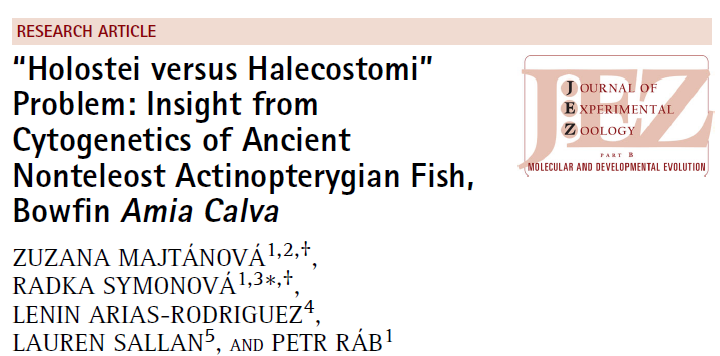 RESEARCH ARTICLE
“Holostei versus Halecostomi”
Problem: Insight from
Cytogenetics of Ancient
Nonteleost Actinopterygian Fish,
Bowfin Amia Calva
JEZ
JOURNAL OF
EXPERIMENTAL
ZOOLOGY
PART B
MOLECULAR AND DEVELOPMENTAL EVOLUTION
ZUZANA MAJTÁNOVÁ1,2,†,
RADKA SYMONOVÁ1,3*,†,
LENIN ARIAS-RODRIGUEZ4,
LAUREN SALLAN5, AND PETR RÁB1